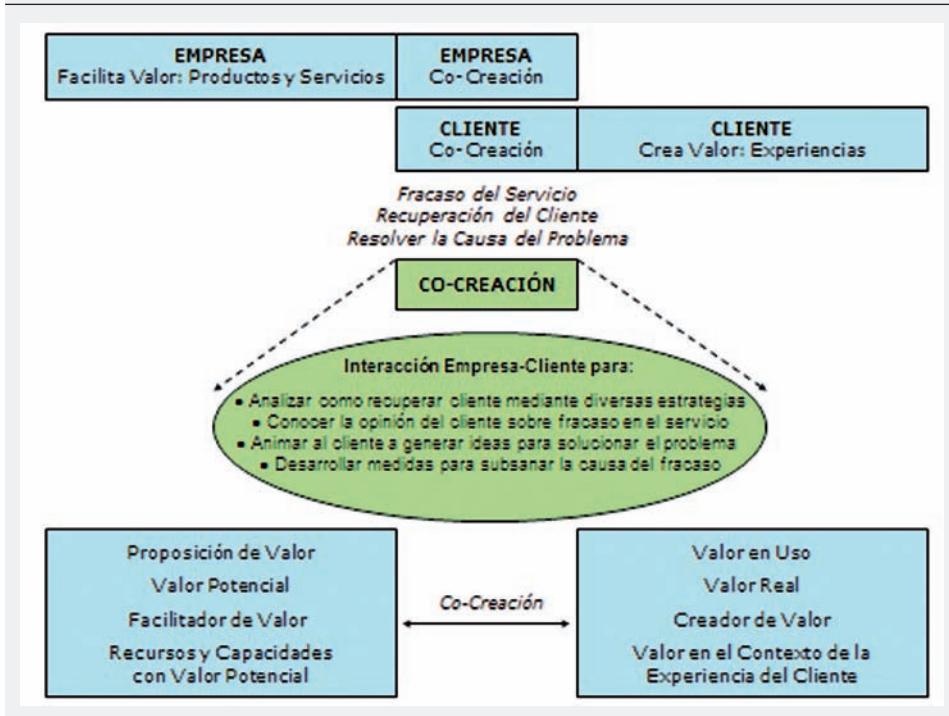 EMPRESA
Facilita Valor: Productos y Servicios
EMPRESA
Co-Creación
CLIENTE
Co-Creación
CLIENTE
Crea Valor: Experiencias
Fracaso del Servicio
Recuperación del Cliente
Resolver la Causa del Problema
CO-CREACIÓN
Interacción Empresa-Cliente para:
• Analizar como recuperar cliente mediante diversas estrategias
• Conocer la opinión del cliente sobre fracaso en el servicio
• Animar al cliente a generar ideas para solucionar el problema
• Desarrollar medidas para subsanar la causa del fracaso
Proposición de Valor
Valor Potencial
Facilitador de Valor
Recursos y Capacidades
con Valor Potencial
Co-Creación
Valor en Uso
Valor Real
Creador de Valor
Valor en el Contexto de la
Experiencia del Cliente